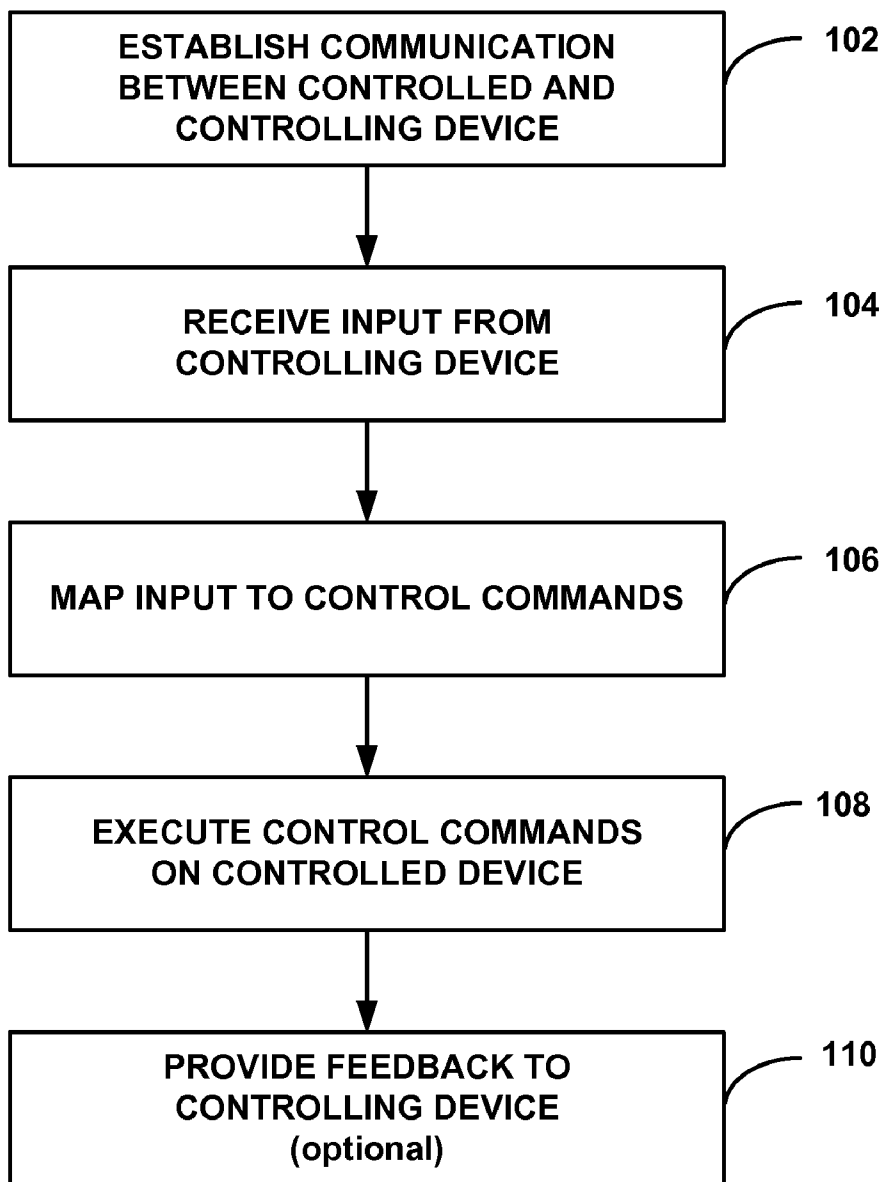 ESTABLISH COMMUNICATION
BETWEEN CONTROLLED AND
CONTROLLING DEVICE
102
RECEIVE INPUT FROM
CONTROLLING DEVICE
104
MAP INPUT TO CONTROL COMMANDS
106
EXECUTE CONTROL COMMANDS
ON CONTROLLED DEVICE
108
PROVIDE FEEDBACK TO
CONTROLLING DEVICE
(optional)
110